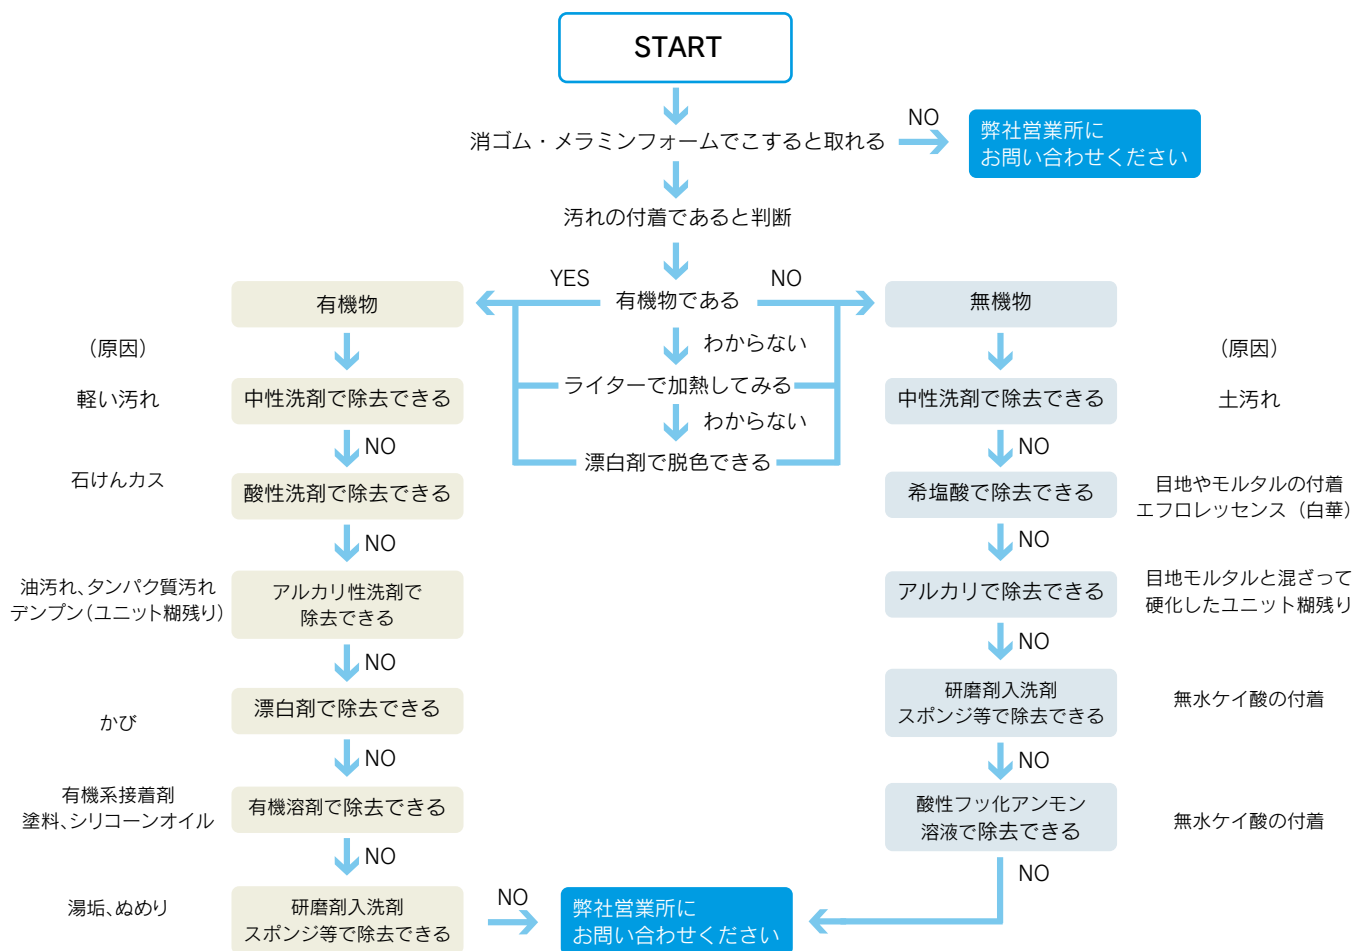 START
NO
消ゴム・メラミンフォームでこすると取れる
弊社営業所に
お問い合わせください
汚れの付着であると判断
YES
NO
有機物
有機物である
無機物
（原因）
わからない
（原因）
軽い汚れ
中性洗剤で除去できる
ライターで加熱してみる
中性洗剤で除去できる
土汚れ
わからない
NO
NO
漂白剤で脱色できる
石けんカス
酸性洗剤で除去できる
希塩酸で除去できる
目地やモルタルの付着
エフロレッセンス（白華）
NO
NO
油汚れ、タンパク質汚れ
デンプン（ユニット糊残り）
アルカリ性洗剤で
除去できる
アルカリで除去できる
目地モルタルと混ざって
硬化したユニット糊残り
NO
NO
かび
漂白剤で除去できる
研磨剤入洗剤
スポンジ等で除去できる
無水ケイ酸の付着
NO
NO
有機系接着剤
塗料、シリコーンオイル
有機溶剤で除去できる
酸性フッ化アンモン
溶液で除去できる
無水ケイ酸の付着
NO
NO
湯垢、ぬめり
研磨剤入洗剤
スポンジ等で除去できる
NO
弊社営業所に
お問い合わせください